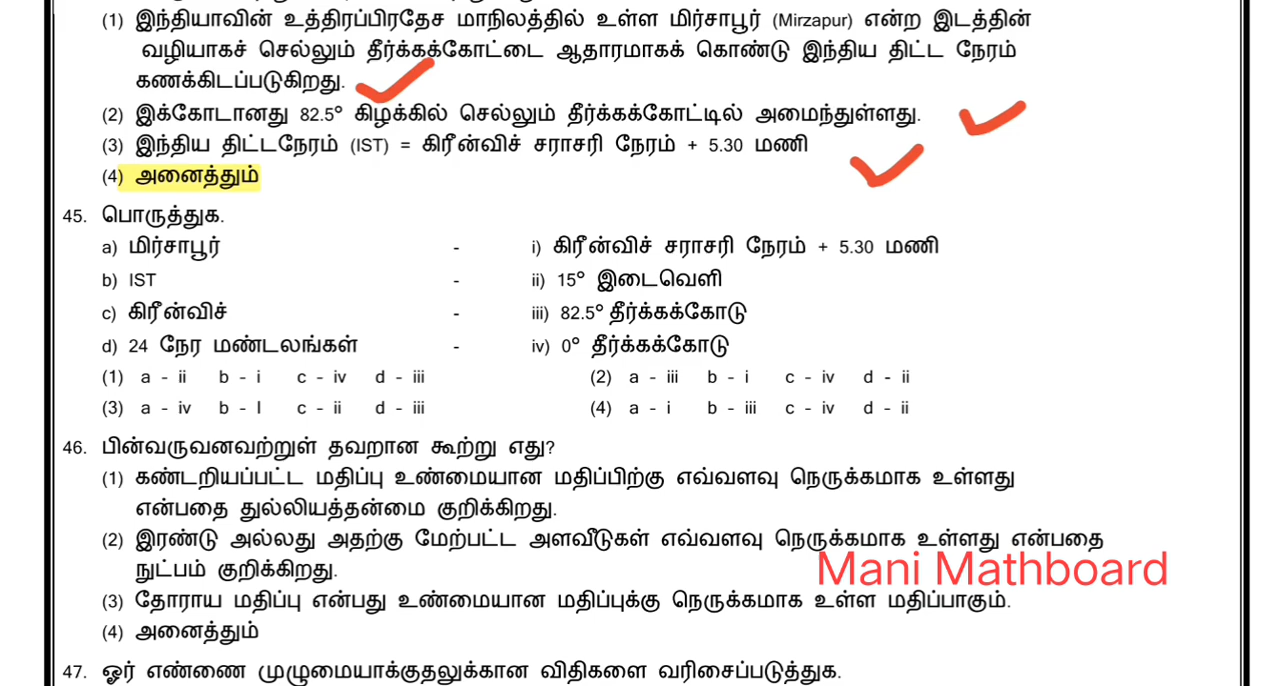 (1) இந்தியாவின் உத்திரப்பிரதேச மாநிலத்தில் உள்ள மிர்சாபூர் (Mirzapur) என்ற இடத்தின்
வழியாகச் செல்லும் தீர்க்கக்கோட்டை ஆதாரமாகக் கொண்டு இந்திய திட்ட நேரம்
கணக்கிடப்படுகிறது.
(2) இக்கோடானது 82.5° கிழக்கில் செல்லும் தீர்க்கக்கோட்டில் அமைந்துள்ளது.
(3) இந்திய திட்டநேரம் (IST) = கிரீன்விச் சராசரி நேரம் + 5.30 மணி
(4) அனைத்தும்
45. பொருத்துக.
a) மிர்சாபூர் - i) கிரீன்விச் சராசரி நேரம் + 5.30 மணி
b) IST - ii) 15° இடைவெளி
c) கிரீன்விச் - iii) 82.5° தீர்க்கக்கோடு
d) 24 நேர மண்டலங்கள் - iv) 0° தீர்க்கக்கோடு
(1) a - ii b - i c - iv d - iii (2) a - iii b - i c - iv d - ii
(3) a - iv b - I c - ii d - iii (4) a - i b - iii c - iv d - ii
46. பின்வருவனவற்றுள் தவறான கூற்று எது?
(1) கண்டறியப்பட்ட மதிப்பு உண்மையான மதிப்பிற்கு எவ்வளவு நெருக்கமாக உள்ளது
என்பதை துல்லியத்தன்மை குறிக்கிறது.
(2) இரண்டு அல்லது அதற்கு மேற்பட்ட அளவீடுகள் எவ்வளவு நெருக்கமாக உள்ளது என்பதை
நுட்பம் குறிக்கிறது.
Mani Mathboard
(3) தோராய மதிப்பு என்பது உண்மையான மதிப்புக்கு நெருக்கமாக உள்ள மதிப்பாகும்.
(4) அனைத்தும்
47. ஓர் எண்ணை முழுமையாக்குதலுக்கான விதிகளை வரிசைப்படுத்துக.